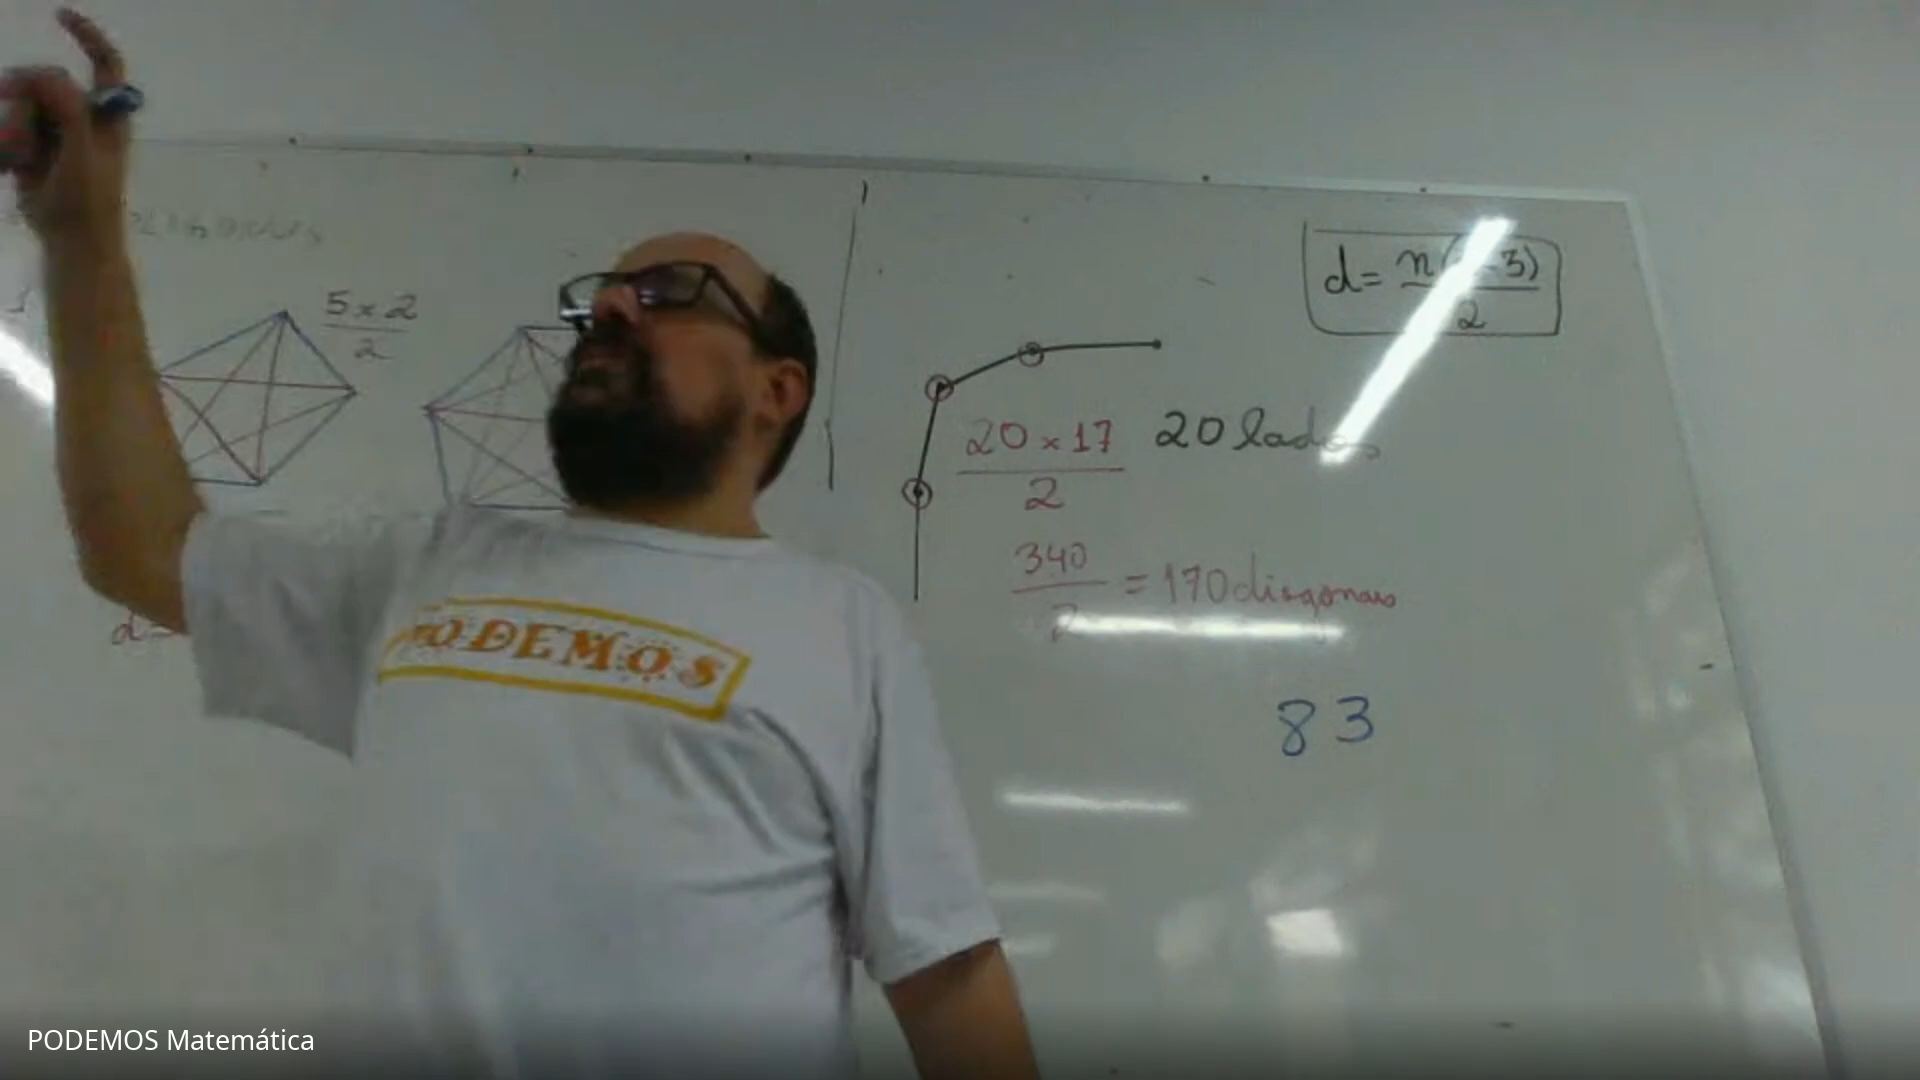 5 x 2
2
d =
PODEMOS
d = n( - 3)
2
20 x 17
2
20 lados
340
2
= 170 diagonais
83
PODEMOS Matemática